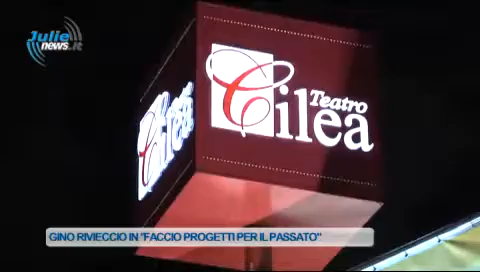 Julie
news.it
Teatro
Cilea
Cilea
GINO RIVIECCIO IN "FACCIO PROGETTI PER IL PASSATO"